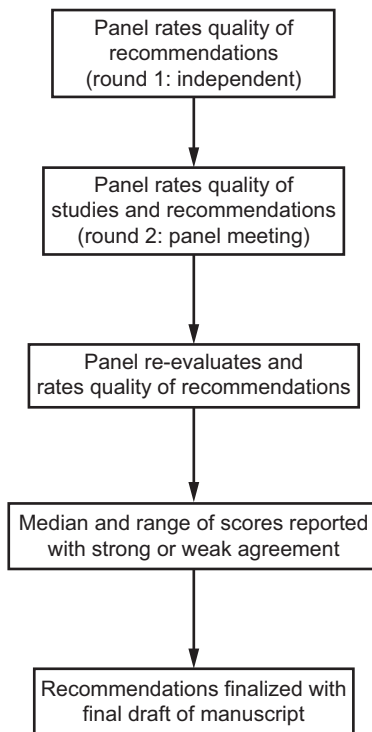 Panel rates quality of
recommendations
(round 1: independent)
Panel rates quality of
studies and recommendations
(round 2: panel meeting)
Panel re-evaluates and
rates quality of recommendations
Median and range of scores reported
with strong or weak agreement
Recommendations finalized with
final draft of manuscript